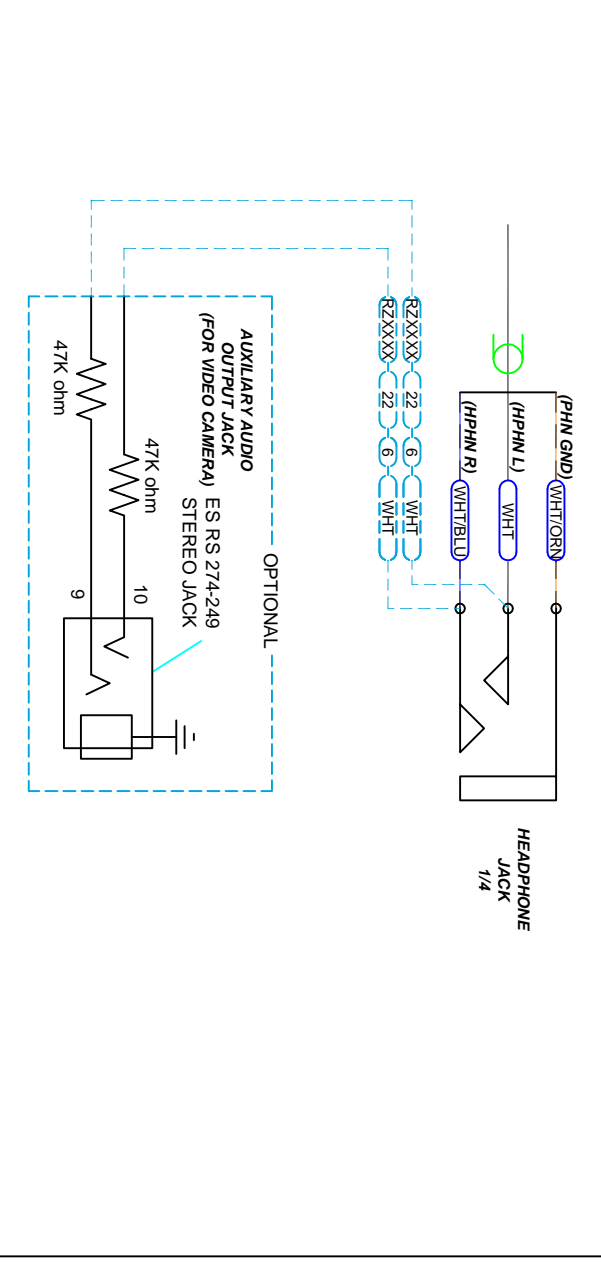 (PHN GND)
WHT/ORN
(HPHN L)
WHT
(HPHN R)
WHT/BLU
HEADPHONE
JACK
1/4
RZXXXX 22 6 WHT
RZXXXX 22 6 WHT
OPTIONAL
AUXILIARY AUDIO
OUTPUT JACK
(FOR VIDEO CAMERA)
ES RS 274-249
STEREO JACK
47K ohm
10
47K ohm
9